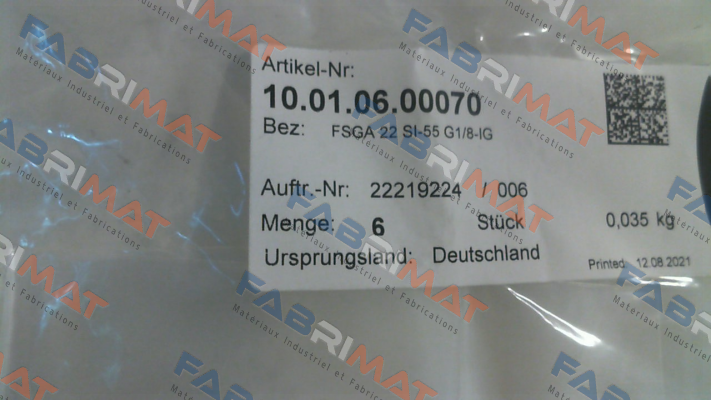 Artikel-Nr:
10.01.06.00070
Bez: FSGA 22 SI-55 G1/8-IG
Auftr.-Nr: 22219224 / 006
Menge: 6 Stück 0,035 kg
Ursprungsland: Deutschland
Printed 12.08.2021
FABRIMAT
Materiaux Industriel et Fabrications